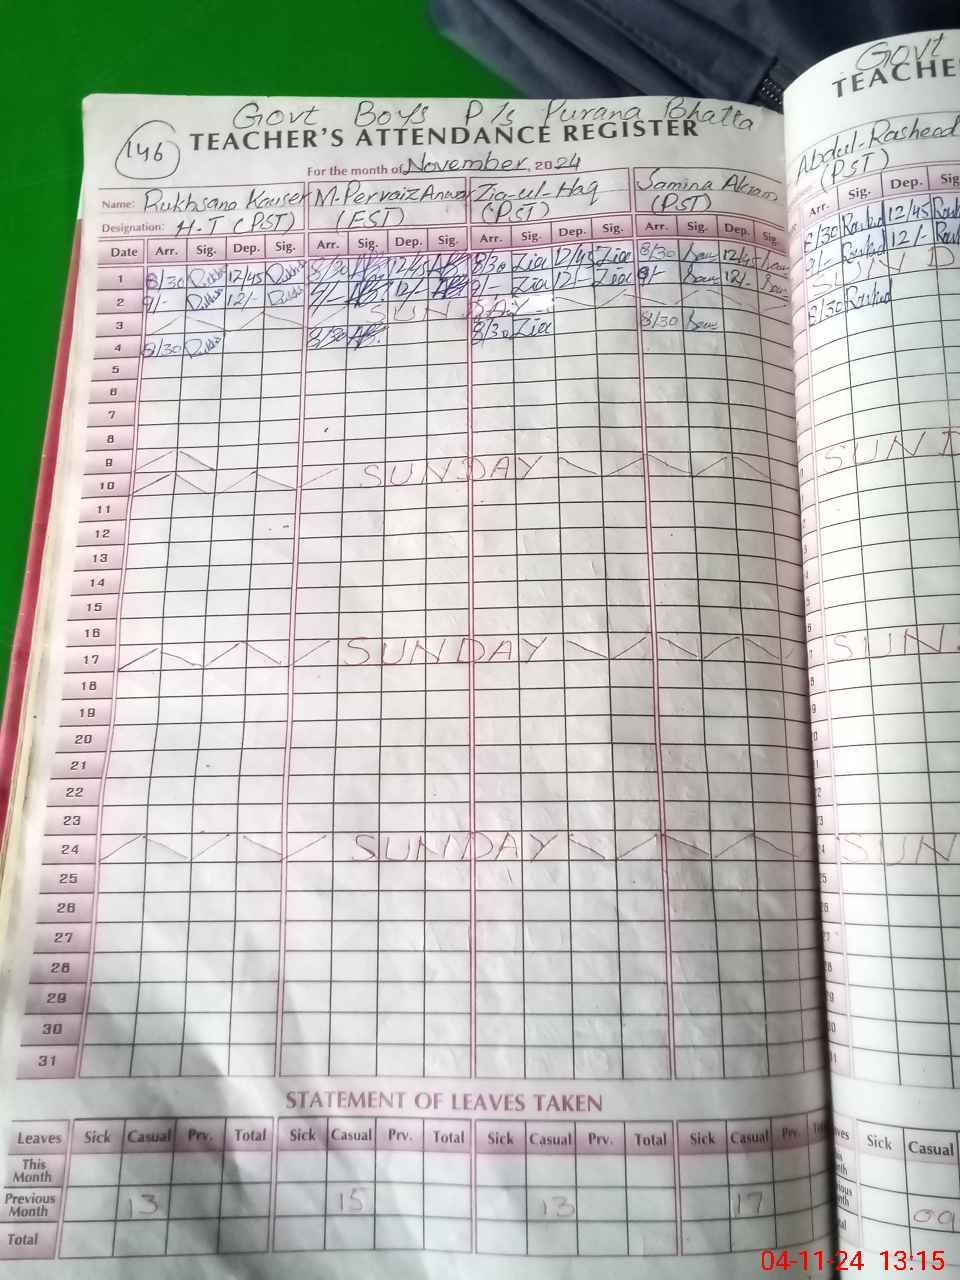 Govt Boys P/s Purana Bhatta
146
TEACHER'S ATTENDANCE REGISTER
For the month of November, 2024
Name: Rukhsana Kauser M. Pervaiz Anwar Zia-ul-Haq Samina Akram
Designation: H-T (PST) (EST) (PST) (PST)
Date Arr. Sig. Dep. Sig. Arr. Sig. Dep. Sig. Arr. Sig. Dep. Sig. Arr. Sig. Dep. Sig.
1 8/30 12/45 8/30 12/45 8/30 Zia 12/45 Zia 8/30 12/45
2 9/- 12/- 9/- 12/- 9/- Zia 12/- Zia 9/- 12/-
3 SUNDAY
4 8/30 8/30 8/30 Zia 8/30
5
6
7
8
9
10 SUNDAY
11
12
13
14
15
16
17 SUNDAY
18
19
20
21
22
23
24 SUNDAY
25
26
27
28
29
30
31
STATEMENT OF LEAVES TAKEN
Leaves Sick Casual Prv. Total Sick Casual Prv. Total Sick Casual Prv. Total Sick Casual Prv.
This Month
Previous Month 13 15 13 17
Total
Govt
TEACHE
Abdul-Rasheed
(PST)
Arr. Sig. Dep. Sig
8/30 Rashid 12/45
9/- Rashid 12/-
SUND
8/30 Rashid
SUND
SUN
SUN
Sick Casual
09
04-11-24 13:15